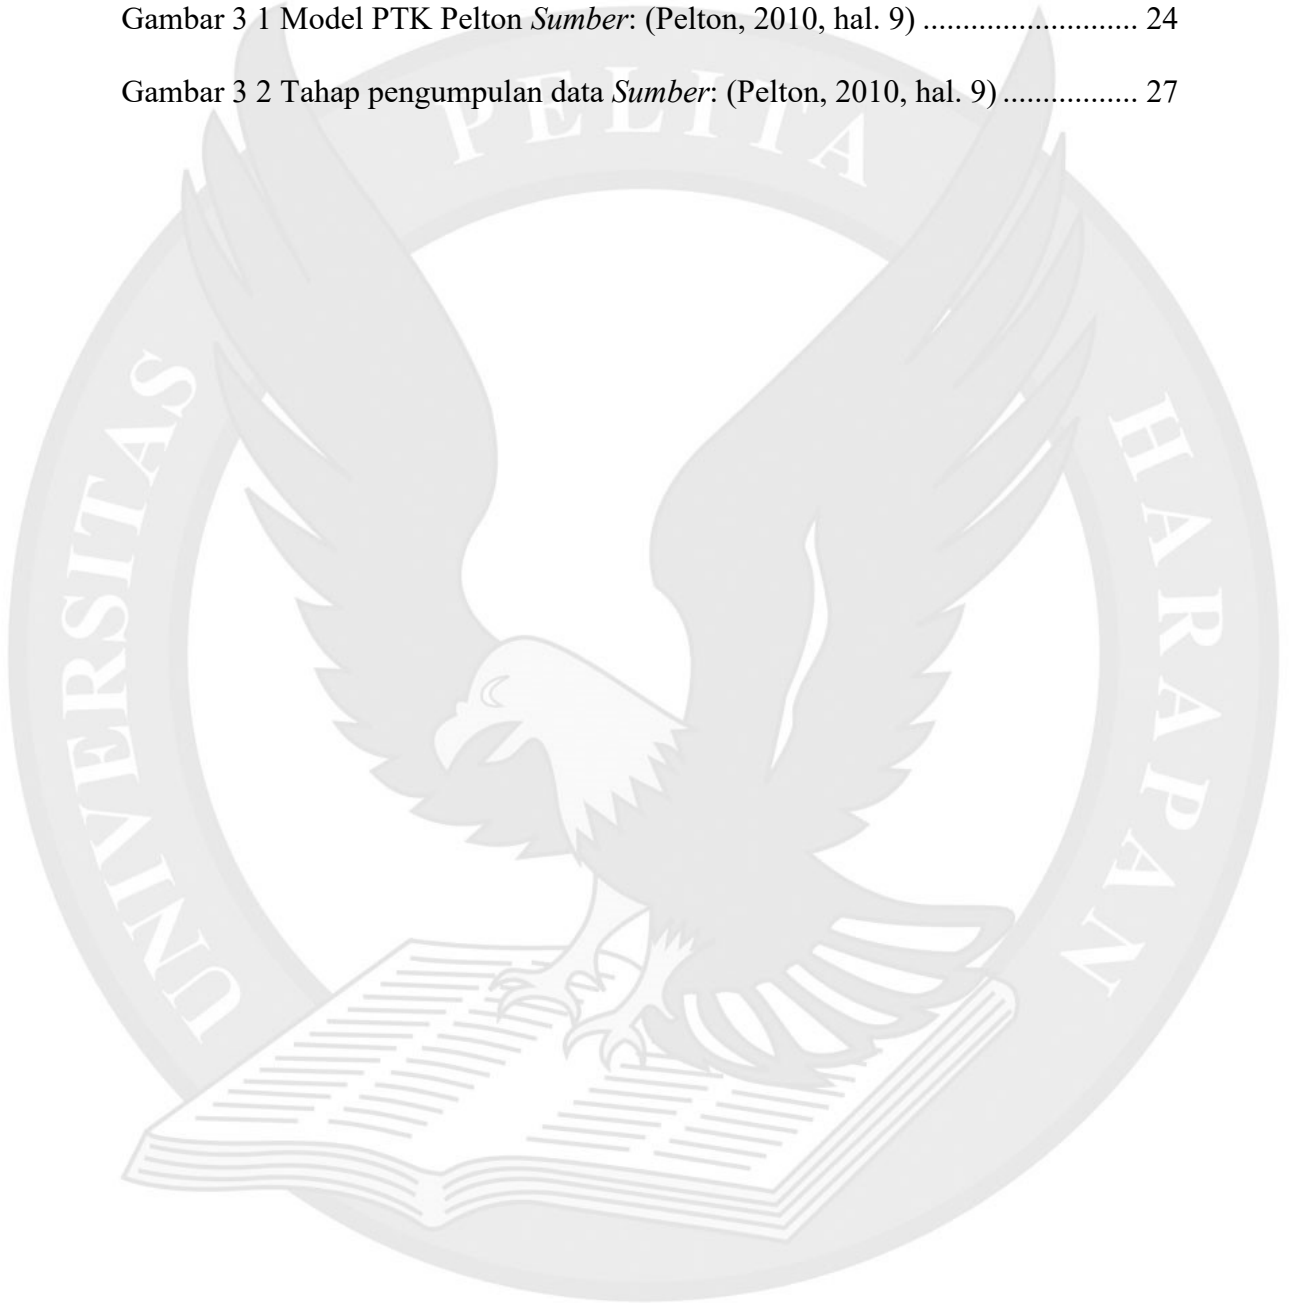 Gambar 3 1 Model PTK Pelton Sumber: (Pelton, 2010, hal. 9) ........................... 24
Gambar 3 2 Tahap pengumpulan data Sumber: (Pelton, 2010, hal. 9) ................. 27
UNIVERSITAS PELITA HARAPAN